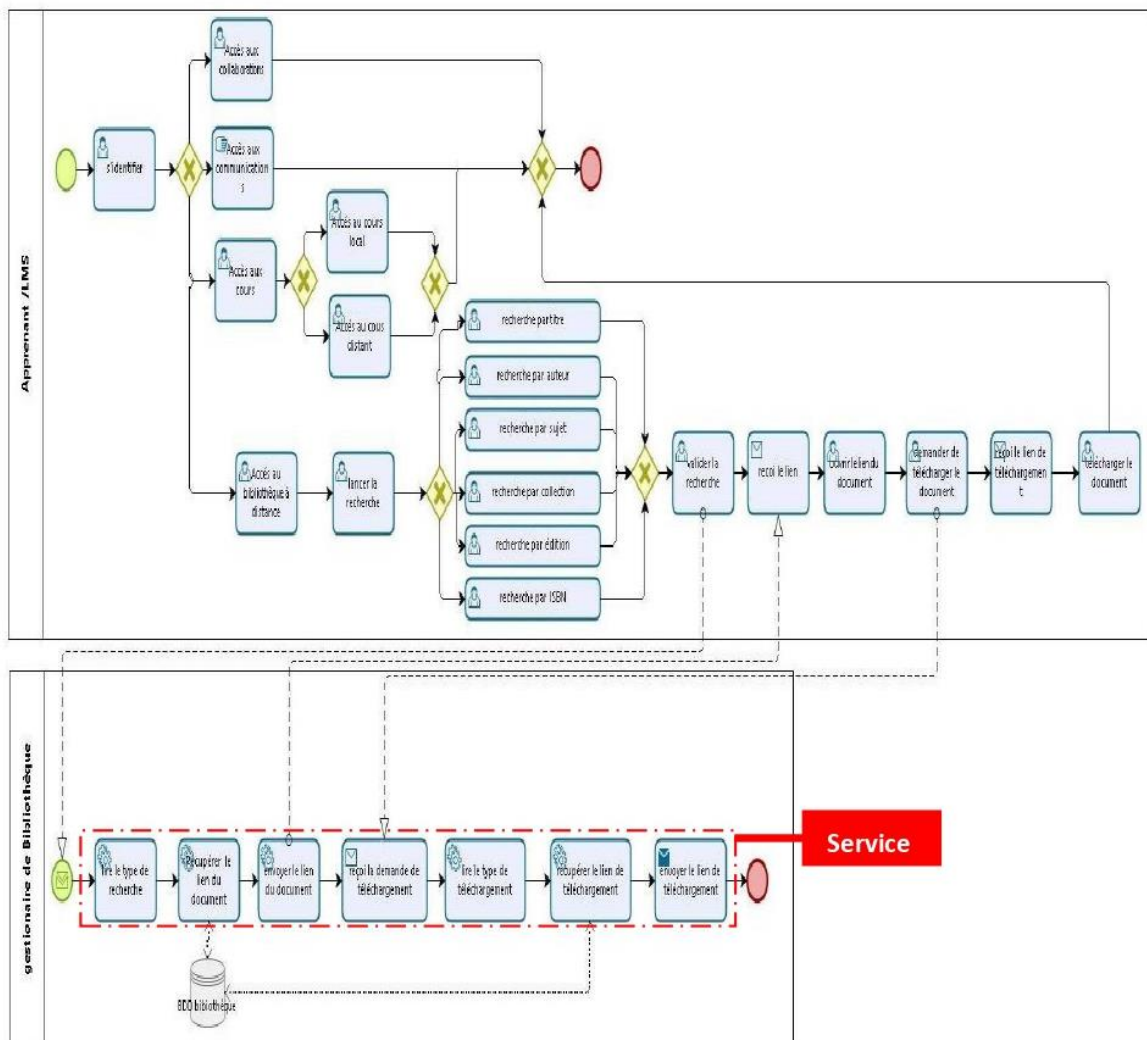 Apprenant /LMS
s'identifier
Accès aux
collaborations
Accès aux
communication
s
Accès aux
cours
Accés au cours
local
Accés au cous
distant
Accés au
bibliothèque à
distance
lancer la
recherche
recherche par titre
recherche par auteur
recherche par sujet
recherche par collection
recherche par édition
recherche par ISBN
valider la
recherche
reçoi le lien
ouvrir le lien du
document
demander de
télécharger le
document
reçoi le lien de
téléchargemen
t
télécharger le
document
gestionaire de Bibliothèque
lire le type de
recherche
Récupérer le
lien du
document
envoyer le lien
du document
reçoi la demande de
téléchargement
lire le type de
téléchargement
récupérer le lien de
téléchargement
envoyer le lien de
téléchargement
Service
BDD bibliothèque